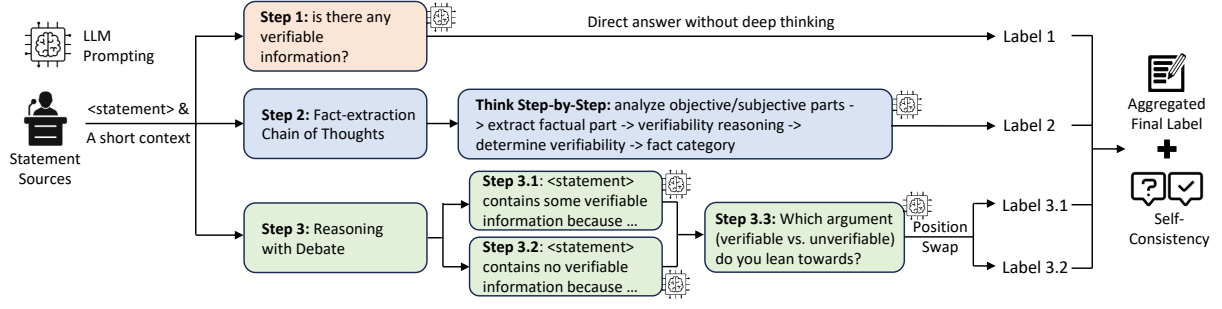 LLM
Prompting
Statement
Sources
<statement> &
A short context
Step 1: is there any
verifiable
information?
Direct answer without deep thinking
Label 1
Step 2: Fact-extraction
Chain of Thoughts
Think Step-by-Step: analyze objective/subjective parts -
> extract factual part -> verifiability reasoning ->
determine verifiability -> fact category
Label 2
Step 3: Reasoning
with Debate
Step 3.1: <statement>
contains some verifiable
information because ...
Step 3.2: <statement>
contains no verifiable
information because ...
Step 3.3: Which argument
(verifiable vs. unverifiable)
do you lean towards?
Position
Swap
Label 3.1
Label 3.2
Aggregated
Final Label
Self-
Consistency